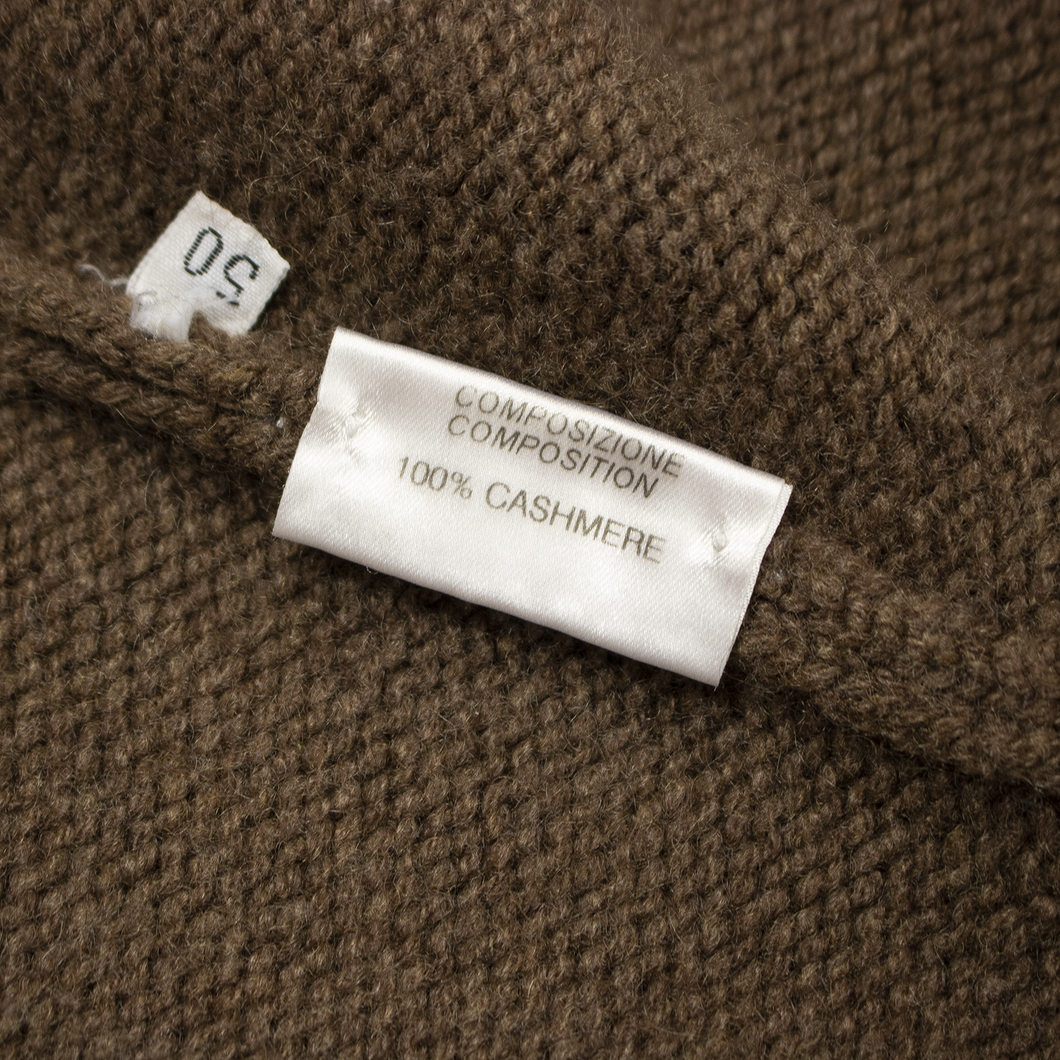 50
COMPOSIZIONE
COMPOSITION
100% CASHMERE